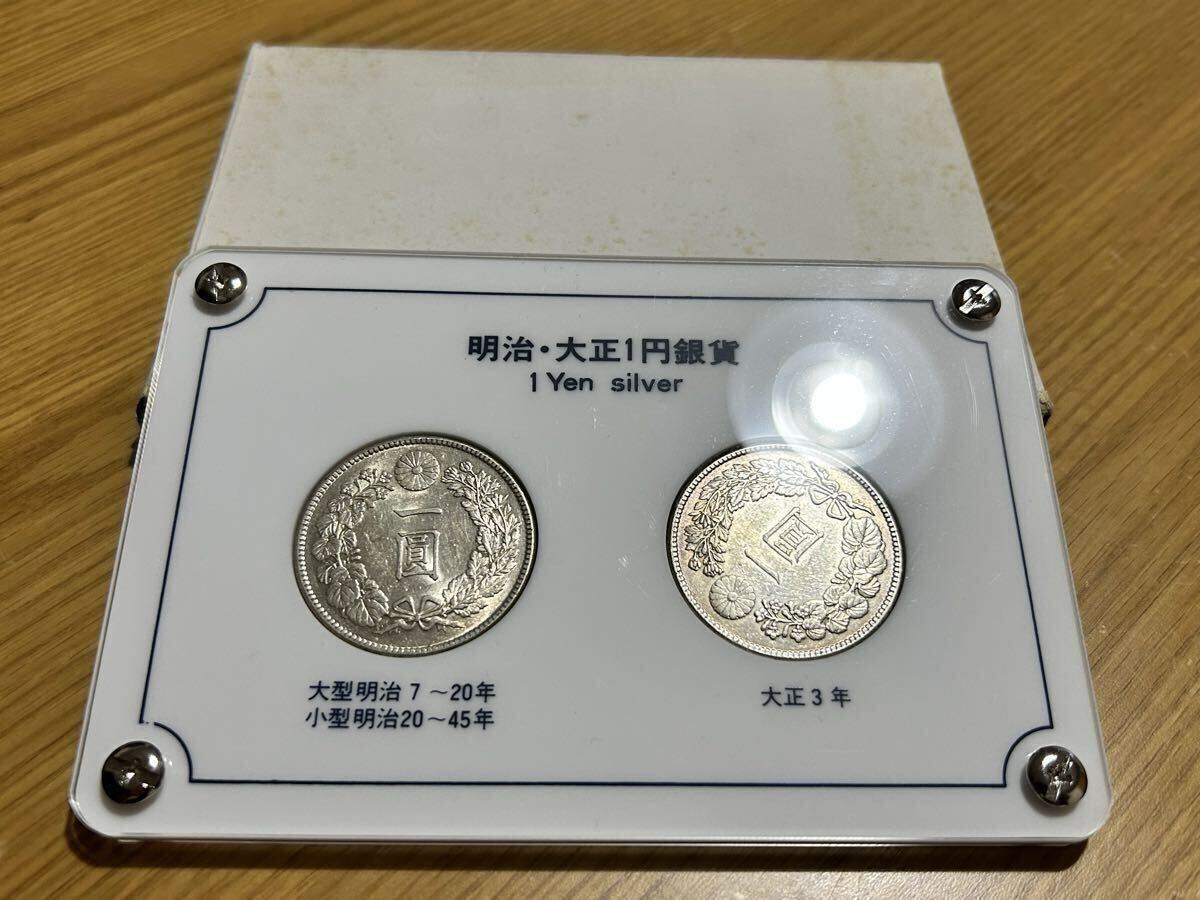 明治・大正1円銀貨
1 Yen silver
一圓
一圓
大型明治 7 ～20年
小型明治20～45年
大正 3 年